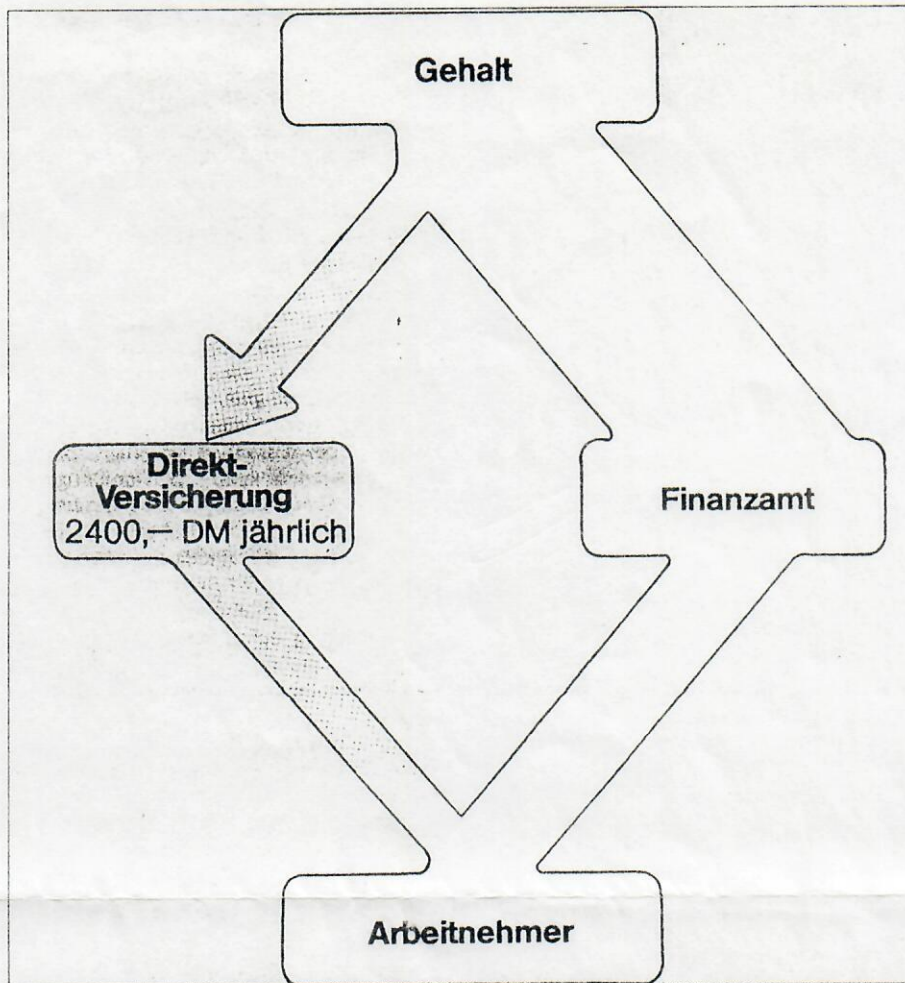 Gehalt
Direkt-
Versicherung
2400,— DM jährlich
Finanzamt
Arbeitnehmer